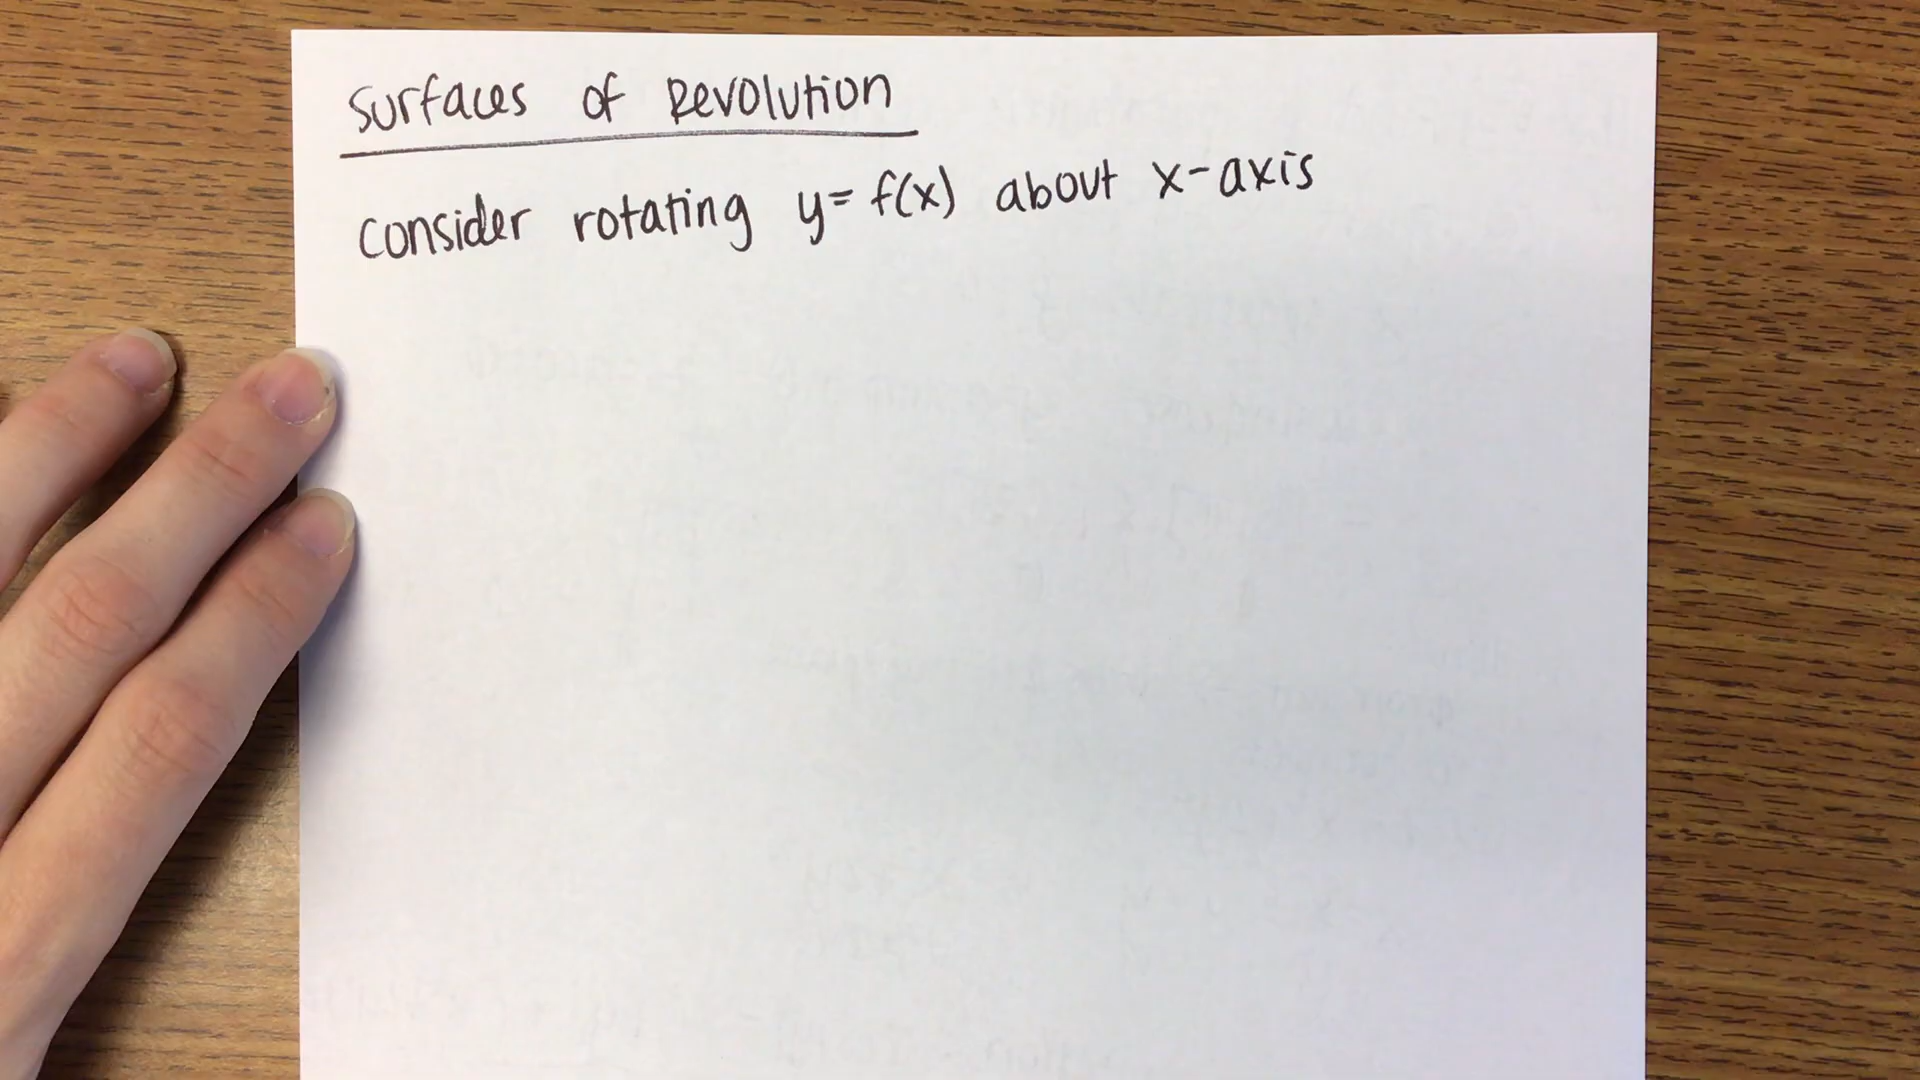 Surfaces of Revolution
consider rotating y=f(x) about x-axis